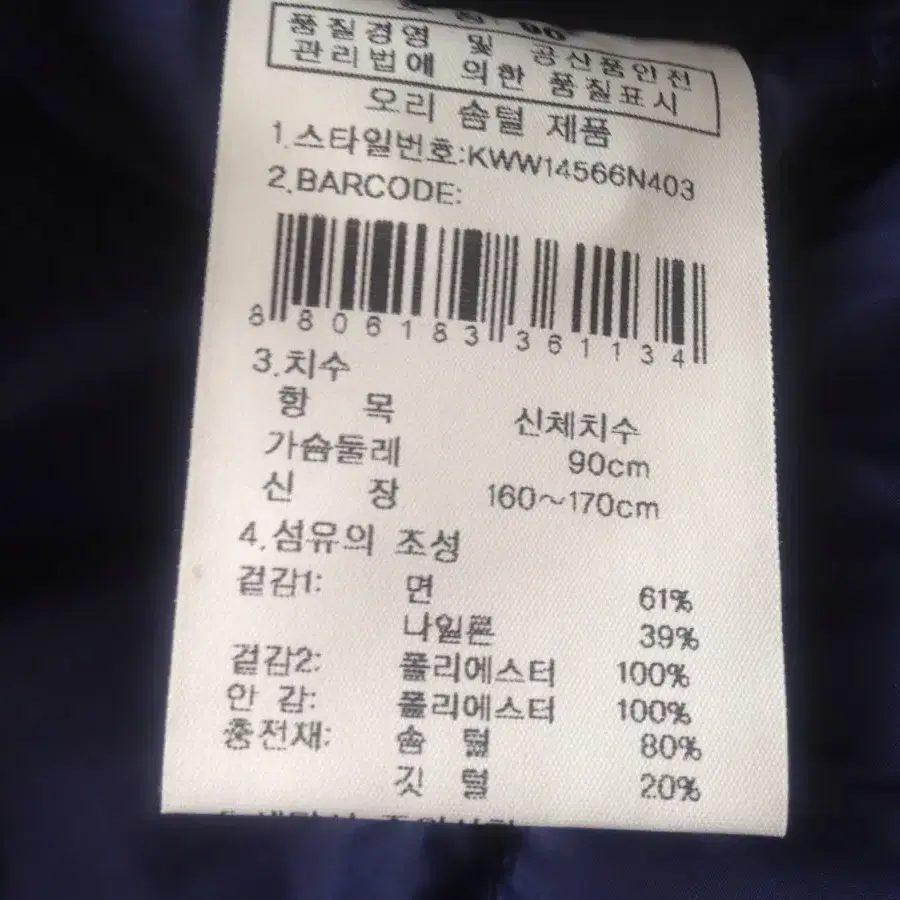 90
품질경영 및 공산품안전
관리법에 의한 품질표시
오리 솜털 제품
1.스타일번호:KWW14566N403
2.BARCODE:
8 806183 361134
3.치수
항 목 신체치수
가슴둘레 90cm
신 장 160~170cm
4.섬유의 조성
겉감1: 면 61%
나일론 39%
겉감2: 폴리에스터 100%
안 감: 폴리에스터 100%
충전재: 솜 털 80%
깃 털 20%